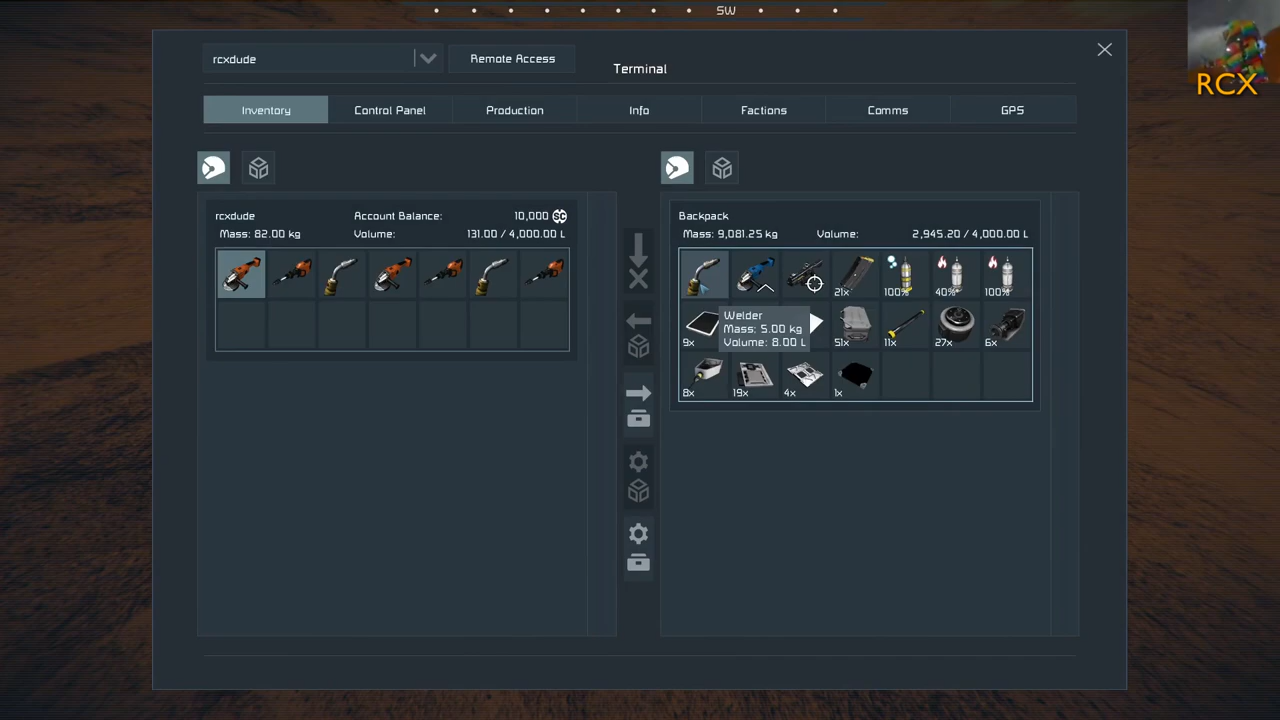 SW
rcxdude
Remote Access
Terminal
RCX
Inventory
Control Panel
Production
Info
Factions
Comms
GPS
rcxdude
Account Balance:
10,000
Mass: 82.00 kg
Volume:
131.00 / 4,000.00 L
Backpack
Mass: 9,081.25 kg
Volume:
2,945.20 / 4,000.00 L
21x
100%
40%
100%
Welder
Mass: 5.00 kg
Volume: 8.00 L
9x
51x
11x
27x
6x
8x
19x
4x
1x